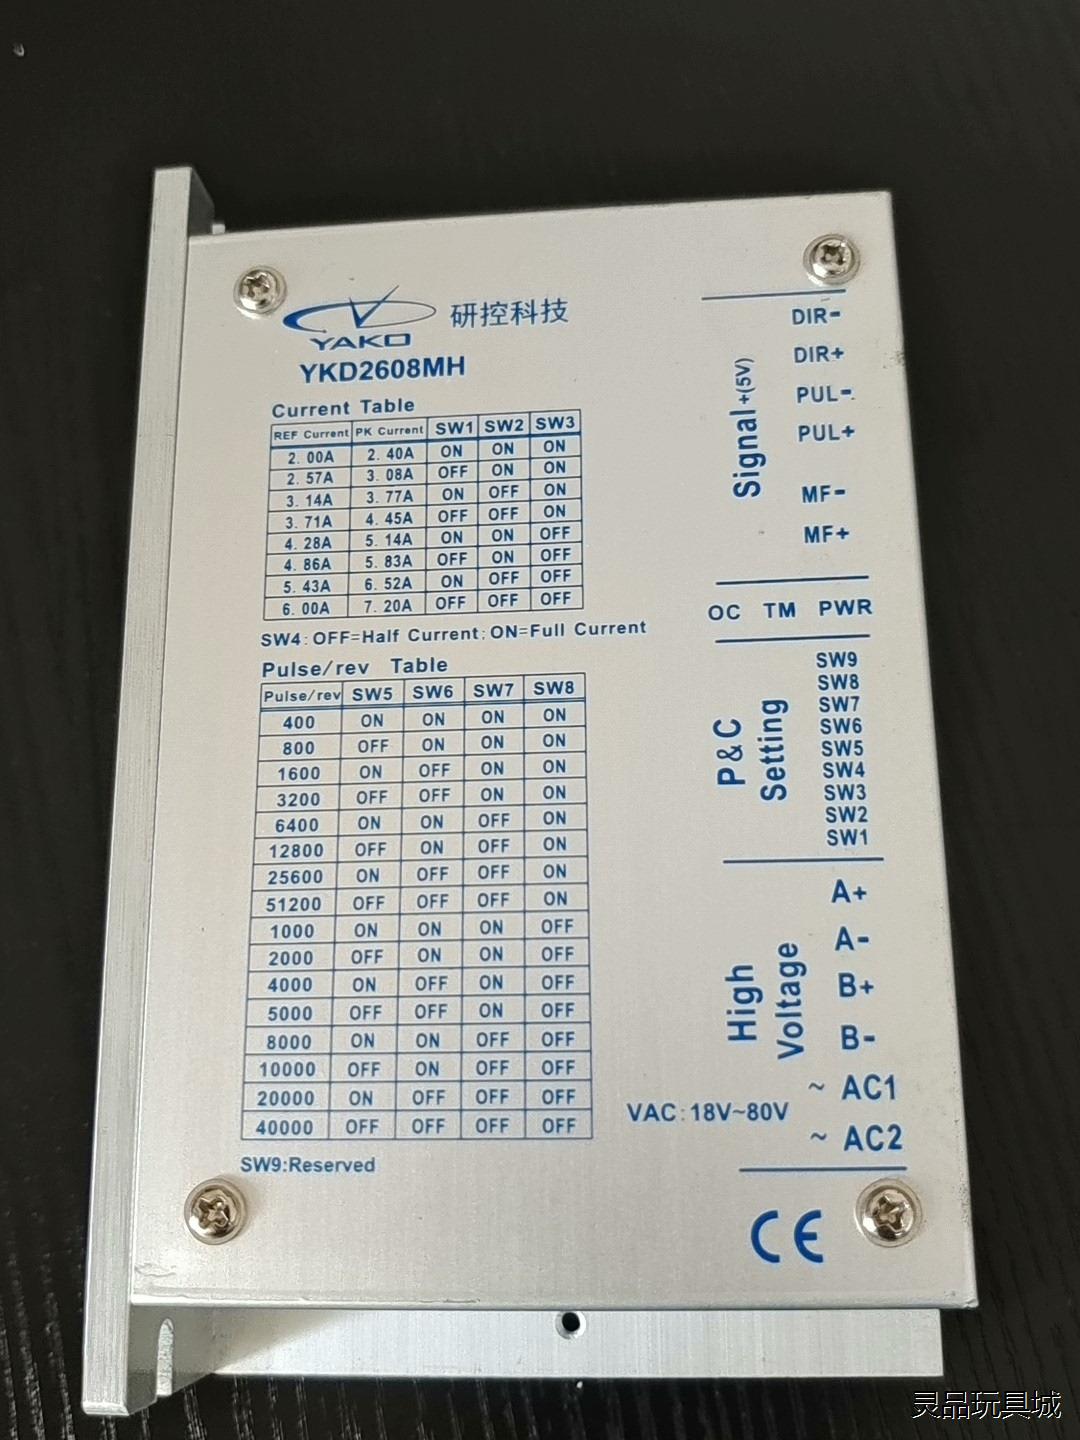 YAKO 研控科技
YKD2608MH
Current Table
REF Current PK Current SW1 SW2 SW3
2.00A 2.40A ON ON ON
2.57A 3.08A OFF ON ON
3.14A 3.77A ON OFF ON
3.71A 4.45A OFF OFF ON
4.28A 5.14A ON ON OFF
4.86A 5.83A OFF ON OFF
5.43A 6.52A ON OFF OFF
6.00A 7.20A OFF OFF OFF
SW4:OFF=Half Current;ON=Full Current
Pulse/rev Table
Pulse/rev SW5 SW6 SW7 SW8
400 ON ON ON ON
800 OFF ON ON ON
1600 ON OFF ON ON
3200 OFF OFF ON ON
6400 ON ON OFF ON
12800 OFF ON OFF ON
25600 ON OFF OFF ON
51200 OFF OFF OFF ON
1000 ON ON ON OFF
2000 OFF ON ON OFF
4000 ON OFF ON OFF
5000 OFF OFF ON OFF
8000 ON ON OFF OFF
10000 OFF ON OFF OFF
20000 ON OFF OFF OFF
40000 OFF OFF OFF OFF
SW9:Reserved
Signal+(5V)
DIR-
DIR+
PUL-
PUL+
MF-
MF+
OC TM PWR
P&C
Setting
SW9
SW8
SW7
SW6
SW5
SW4
SW3
SW2
SW1
High
Voltage
A+
A-
B+
B-
~ AC1
VAC:18V~80V
~ AC2
CE
灵品玩具城